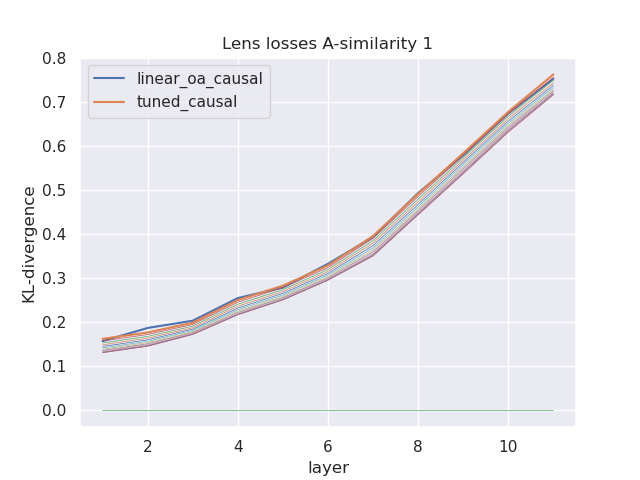 Lens losses A-similarity 1
linear_oa_causal
tuned_causal
KL-divergence
0.8
0.7
0.6
0.5
0.4
0.3
0.2
0.1
0.0
2 4 6 8 10
layer